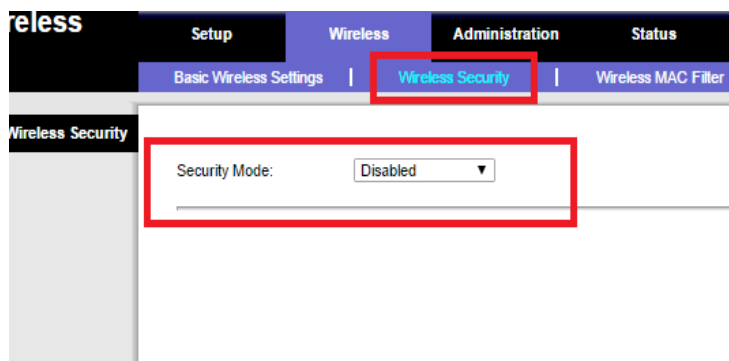 reless
Setup Wireless Administration Status
Basic Wireless Settings | Wireless Security | Wireless MAC Filter
Wireless Security
Security Mode: Disabled